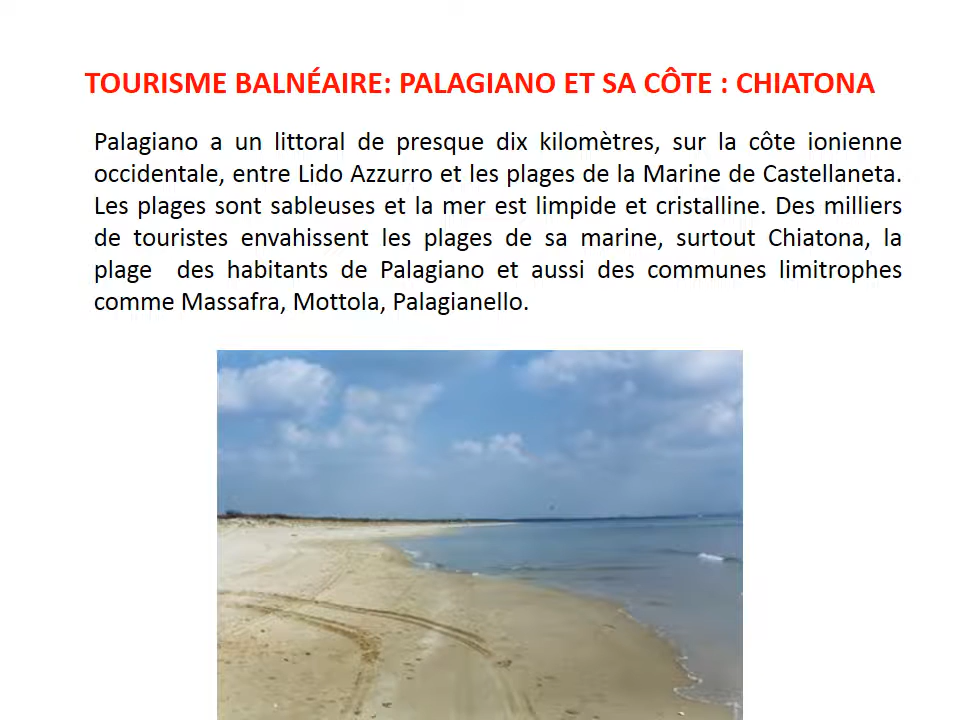 TOURISME BALNÉAIRE: PALAGIANO ET SA CÔTE : CHIATONA
Palagiano a un littoral de presque dix kilomètres, sur la côte ionienne
occidentale, entre Lido Azzurro et les plages de la Marine de Castellaneta.
Les plages sont sableuses et la mer est limpide et cristalline. Des milliers
de touristes envahissent les plages de sa marine, surtout Chiatona, la
plage  des habitants de Palagiano et aussi des communes limitrophes
comme Massafra, Mottola, Palagianello.